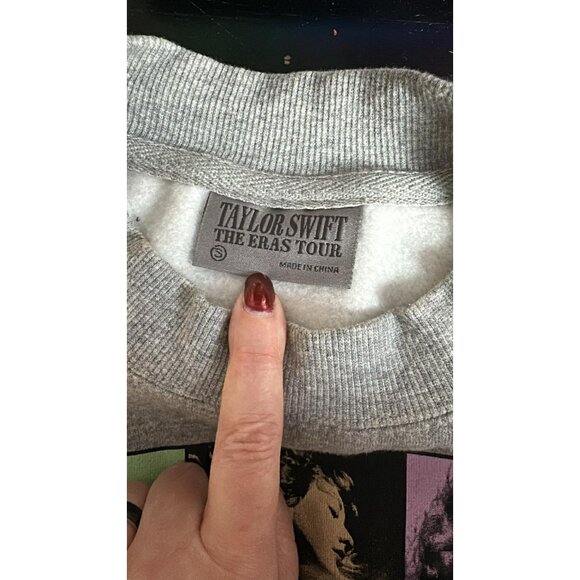 TAYLOR SWIFT
THE ERAS TOUR
S
MADE IN CHINA